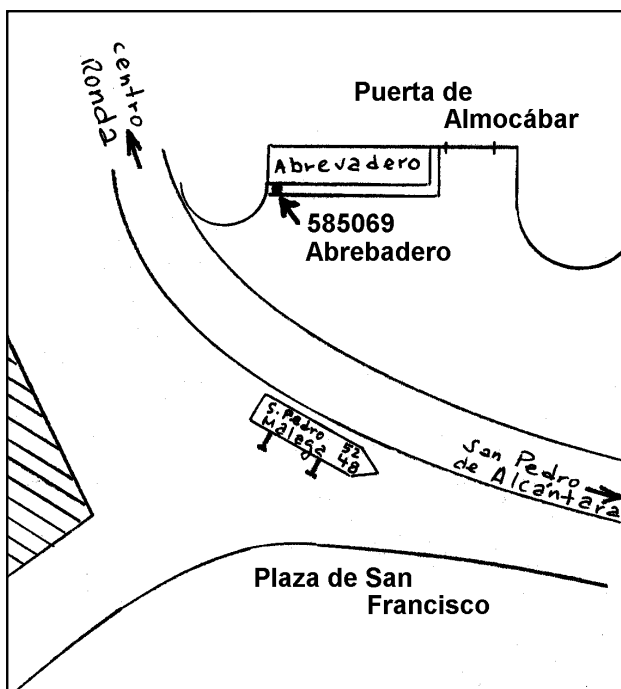 Ronda
centro
Puerta de
Almocábar
Abrevadero
585069
Abrebadero
S. Pedro 52
Malaga 48
San Pedro
de Alcántara
Plaza de San
Francisco